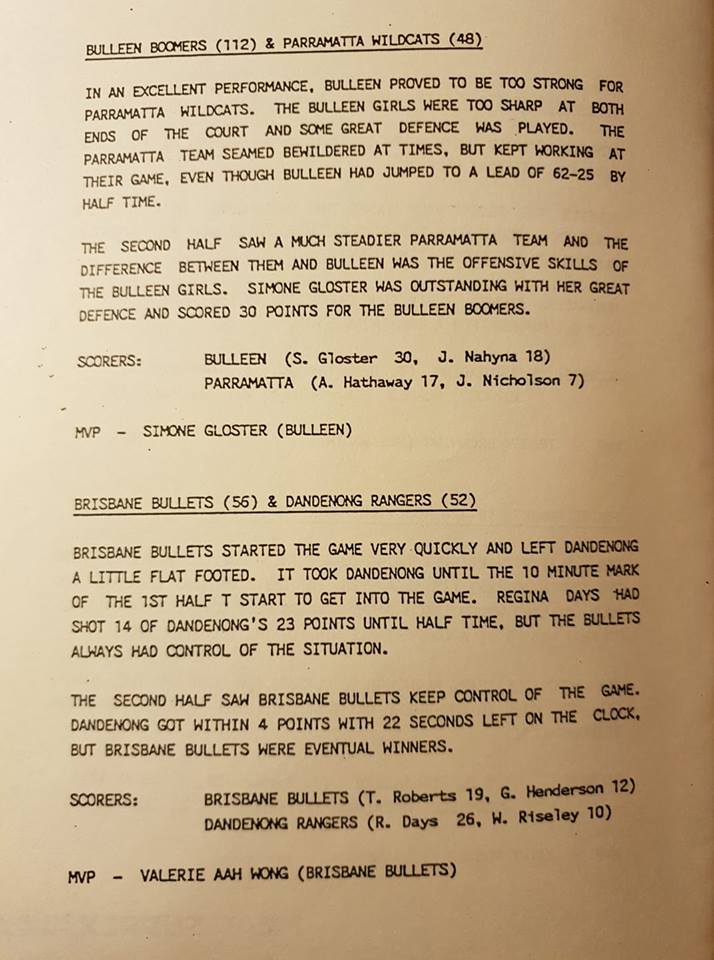 BULLEEN BOOMERS (112) & PARRAMATTA WILDCATS (48)
IN AN EXCELLENT PERFORMANCE, BULLEEN PROVED TO BE TOO STRONG FOR
PARRAMATTA WILDCATS. THE BULLEEN GIRLS WERE TOO SHARP AT BOTH
ENDS OF THE COURT AND SOME GREAT DEFENCE WAS PLAYED. THE
PARRAMATTA TEAM SEAMED BEWILDERED AT TIMES, BUT KEPT WORKING AT
THEIR GAME, EVEN THOUGH BULLEEN HAD JUMPED TO A LEAD OF 62-25 BY
HALF TIME.
THE SECOND HALF SAW A MUCH STEADIER PARRAMATTA TEAM AND THE
DIFFERENCE BETWEEN THEM AND BULLEEN WAS THE OFFENSIVE SKILLS OF
THE BULLEEN GIRLS. SIMONE GLOSTER WAS OUTSTANDING WITH HER GREAT
DEFENCE AND SCORED 30 POINTS FOR THE BULLEEN BOOMERS.
SCORERS: BULLEEN (S. Gloster 30, J. Nahyna 18)
PARRAMATTA (A. Hathaway 17, J. Nicholson 7)
MVP - SIMONE GLOSTER (BULLEEN)
BRISBANE BULLETS (56) & DANDENONG RANGERS (52)
BRISBANE BULLETS STARTED THE GAME VERY QUICKLY AND LEFT DANDENONG
A LITTLE FLAT FOOTED. IT TOOK DANDENONG UNTIL THE 10 MINUTE MARK
OF THE 1ST HALF T START TO GET INTO THE GAME. REGINA DAYS HAD
SHOT 14 OF DANDENONG'S 23 POINTS UNTIL HALF TIME, BUT THE BULLETS
ALWAYS HAD CONTROL OF THE SITUATION.
THE SECOND HALF SAW BRISBANE BULLETS KEEP CONTROL OF THE GAME.
DANDENONG GOT WITHIN 4 POINTS WITH 22 SECONDS LEFT ON THE CLOCK,
BUT BRISBANE BULLETS WERE EVENTUAL WINNERS.
SCORERS: BRISBANE BULLETS (T. Roberts 19, G. Henderson 12)
DANDENONG RANGERS (R. Days 26, W. Riseley 10)
MVP - VALERIE AAH WONG (BRISBANE BULLETS)